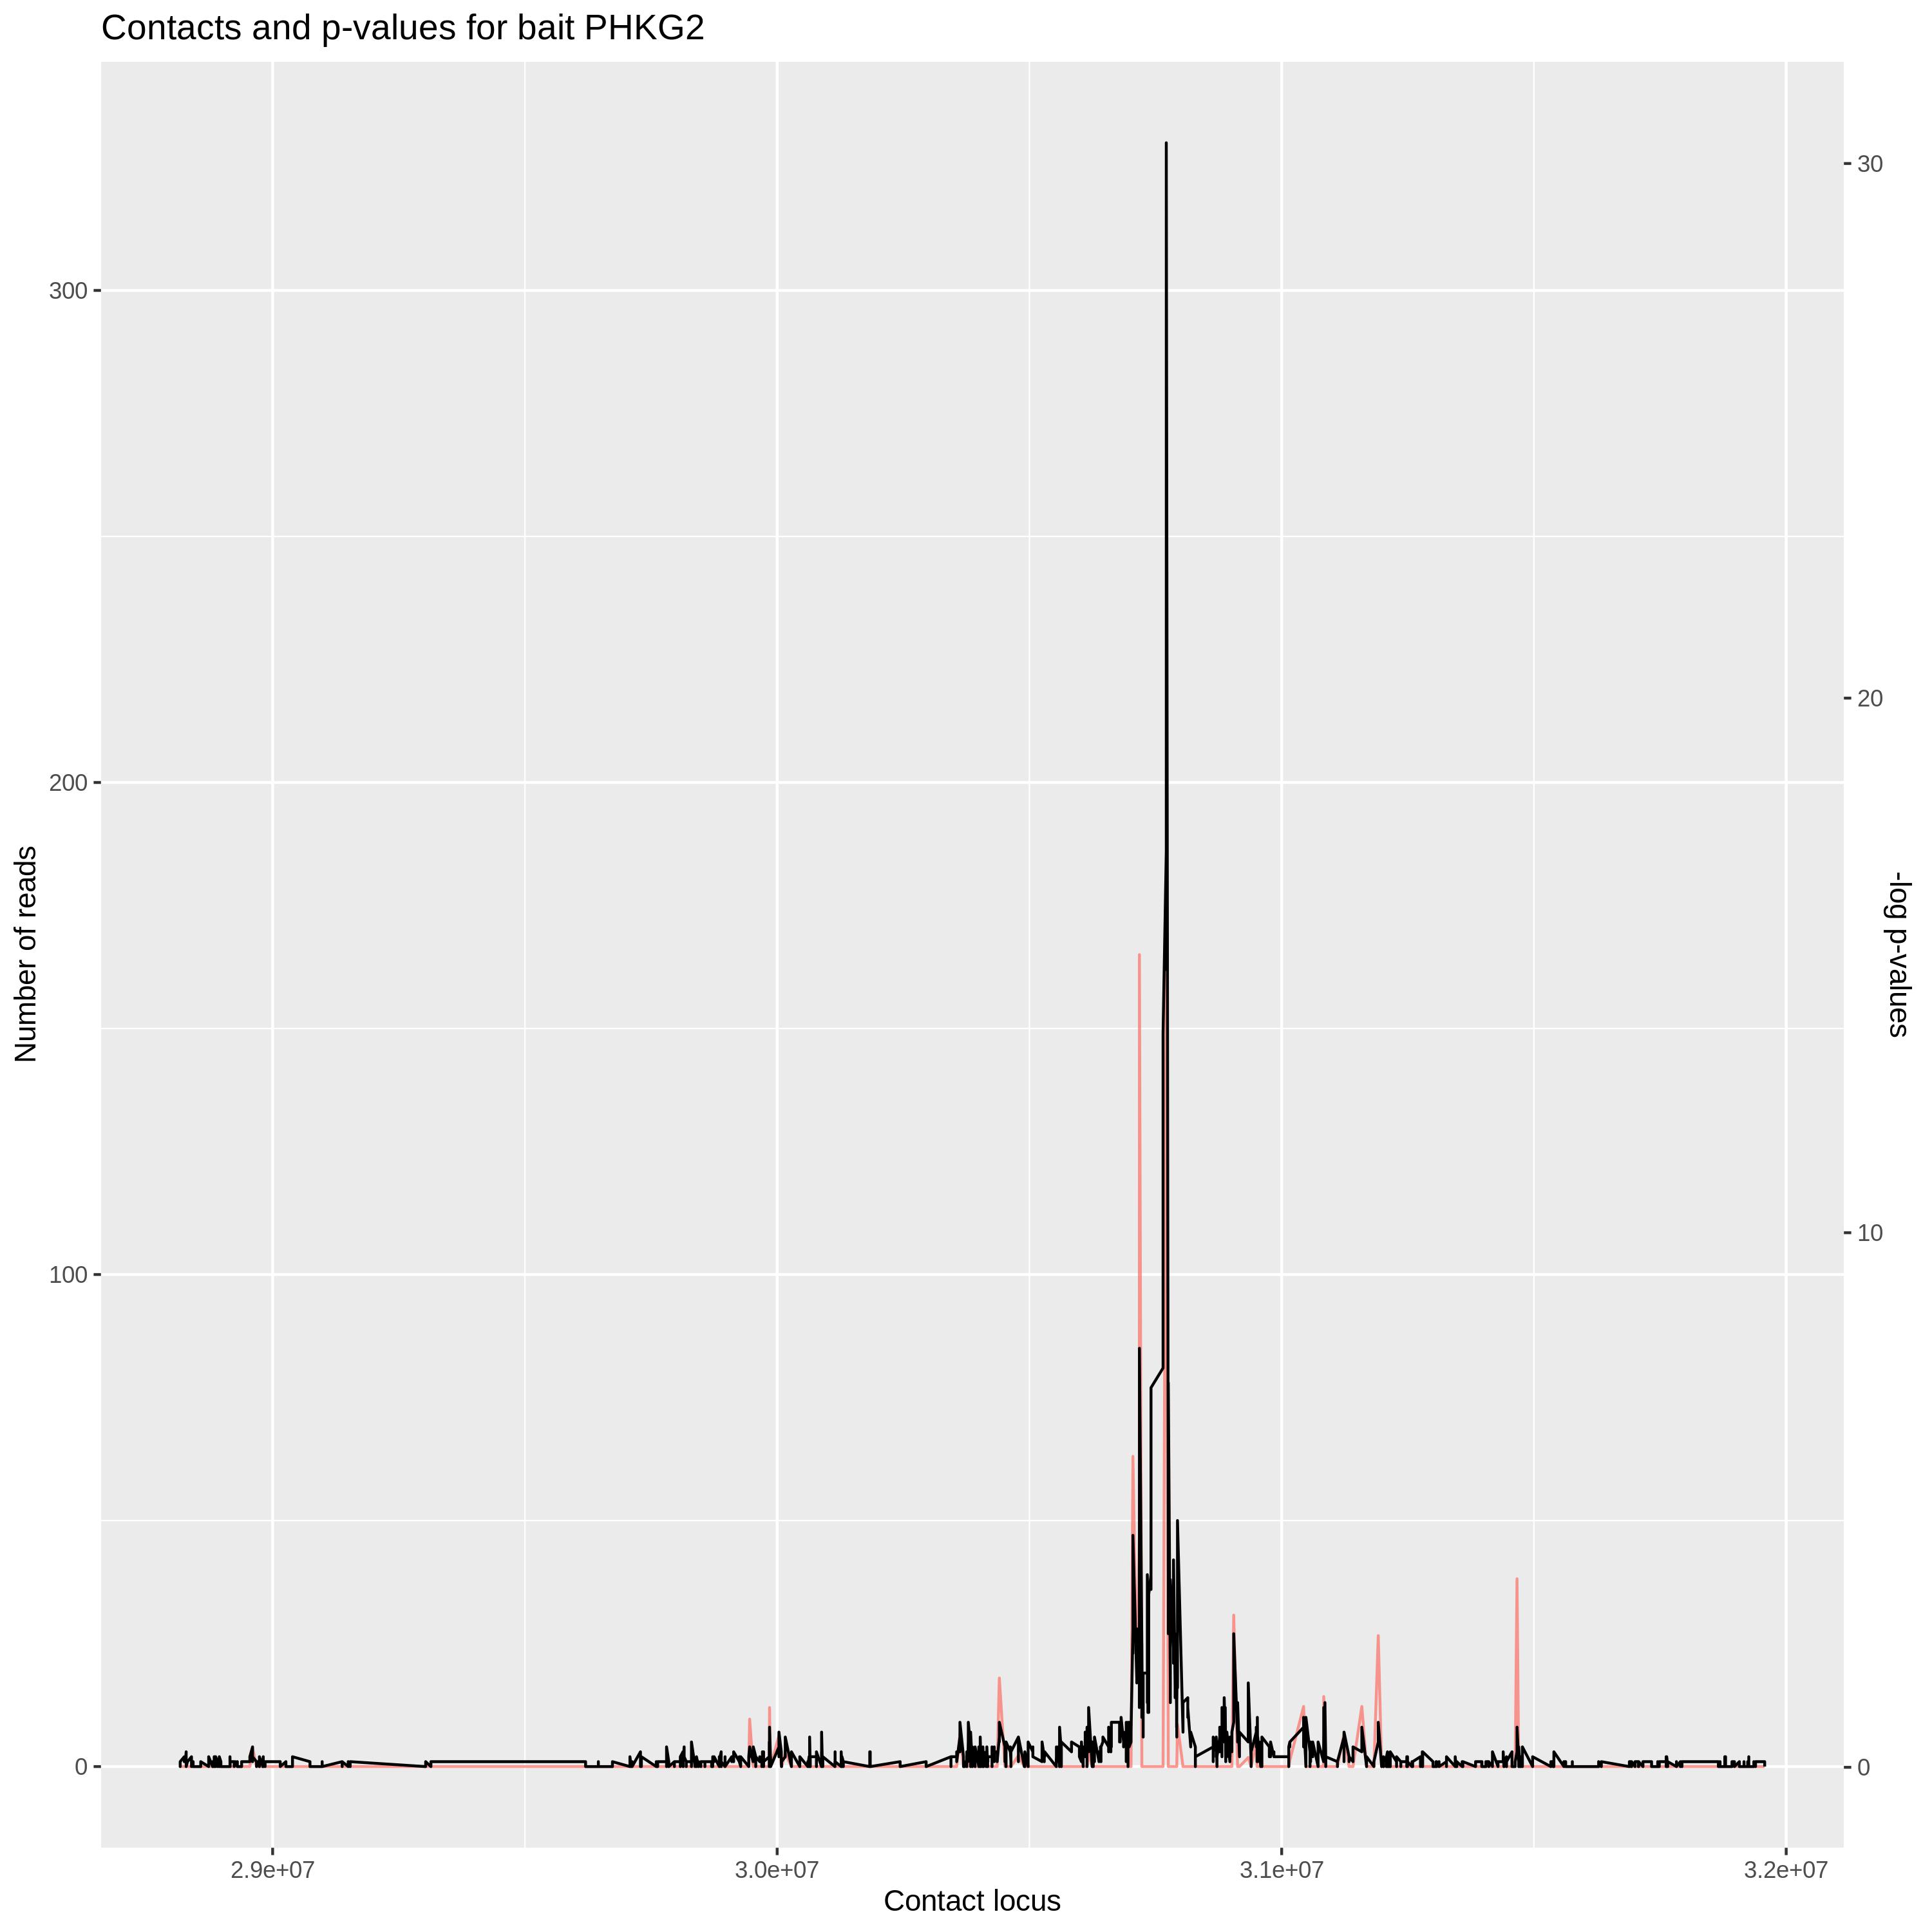 Contacts and p-values for bait PHKG2
Number of reads
300
200
100
0
30
20
10
0
-log p-values
2.9e+07 3.0e+07 3.1e+07 3.2e+07
Contact locus